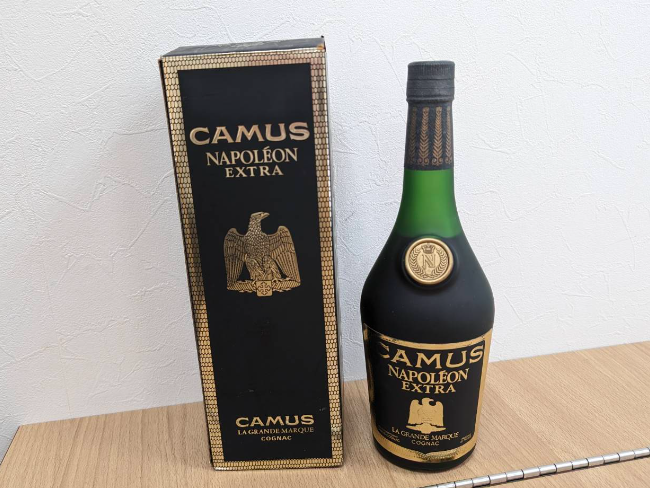 CAMUS
NAPOLÉON
EXTRA
CAMUS
LA GRANDE MARQUE
COGNAC
N
CAMUS
NAPOLÉON
EXTRA
LA GRANDE MARQUE
COGNAC